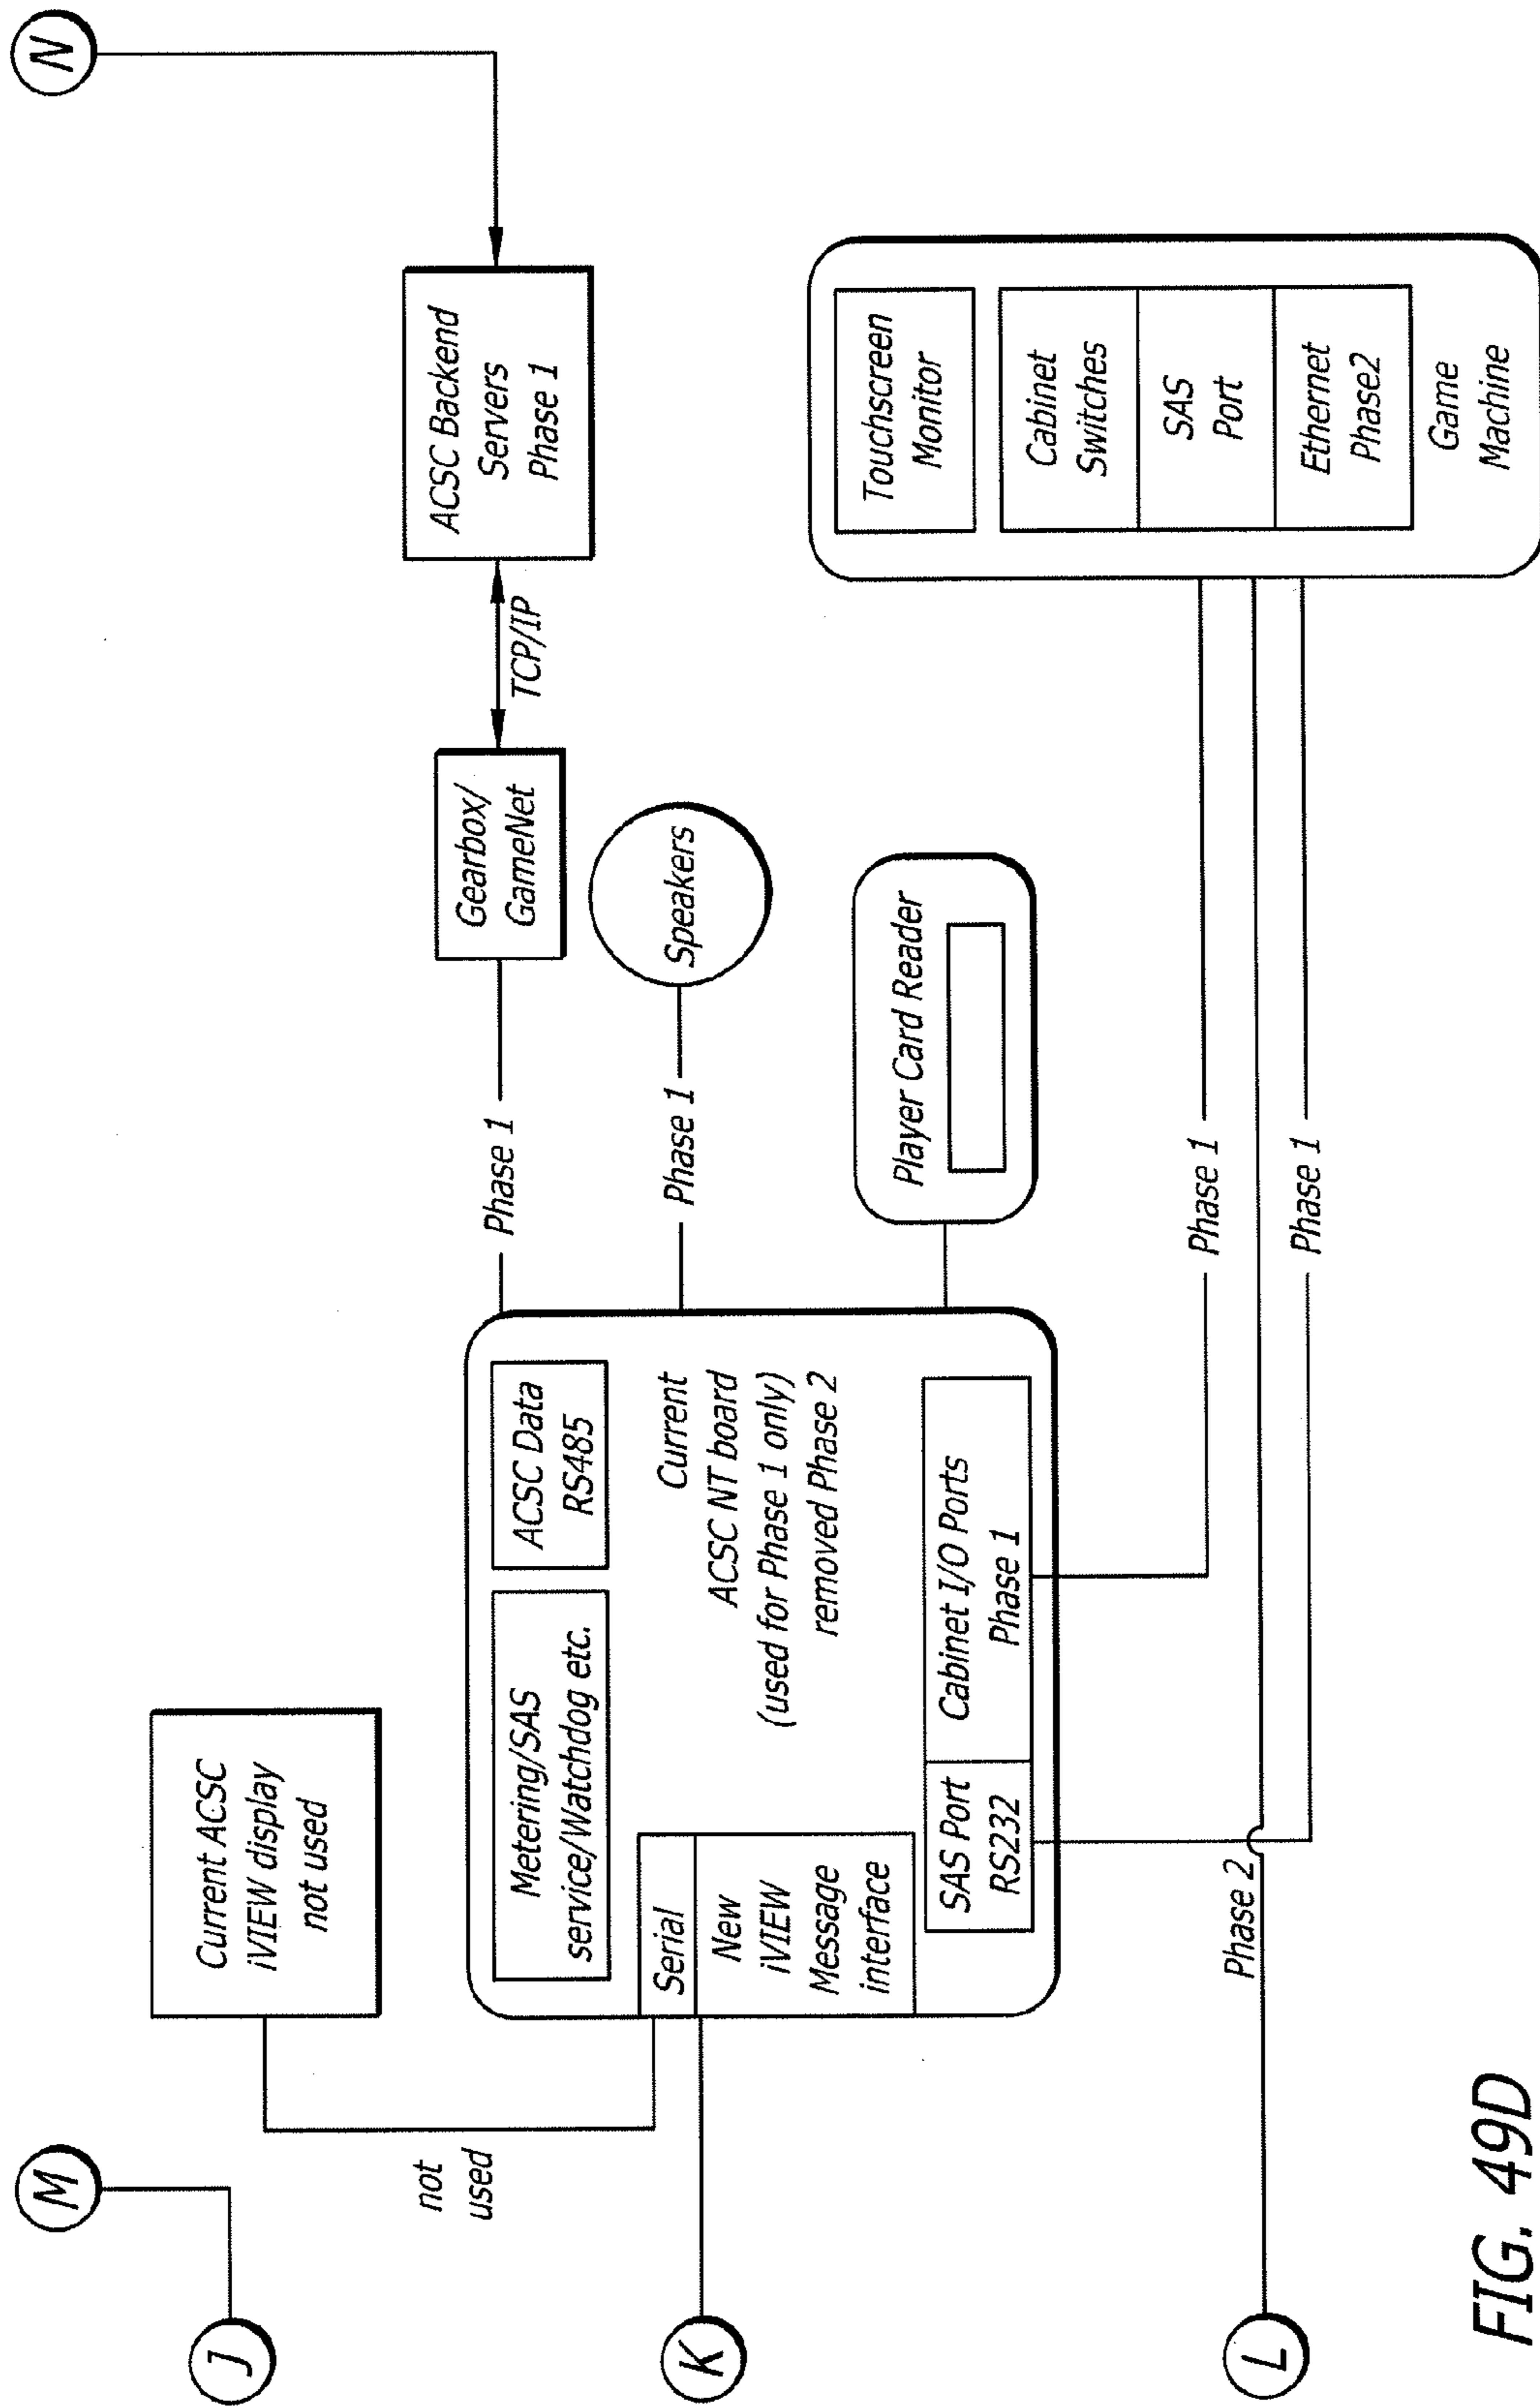 M
N
J
Current ACSC
iVIEW display
not used
not
used
ACSC Backend
Servers
Phase 1
TCP/IP
Gearbox/
GameNet
Phase 1
Speakers
Phase 1
Metering/SAS
service/Watchdog etc.
ACSC Data
RS485
Current
ACSC NT board
(used for Phase 1 only)
removed Phase 2
Serial
New
iVIEW
Message
interface
SAS Port
RS232
Cabinet I/O Ports
Phase 1
Player Card Reader
K
Touchscreen
Monitor
Cabinet
Switches
SAS
Port
Ethernet
Phase2
Game
Machine
Phase 1
Phase 2
Phase 1
L
FIG. 49D